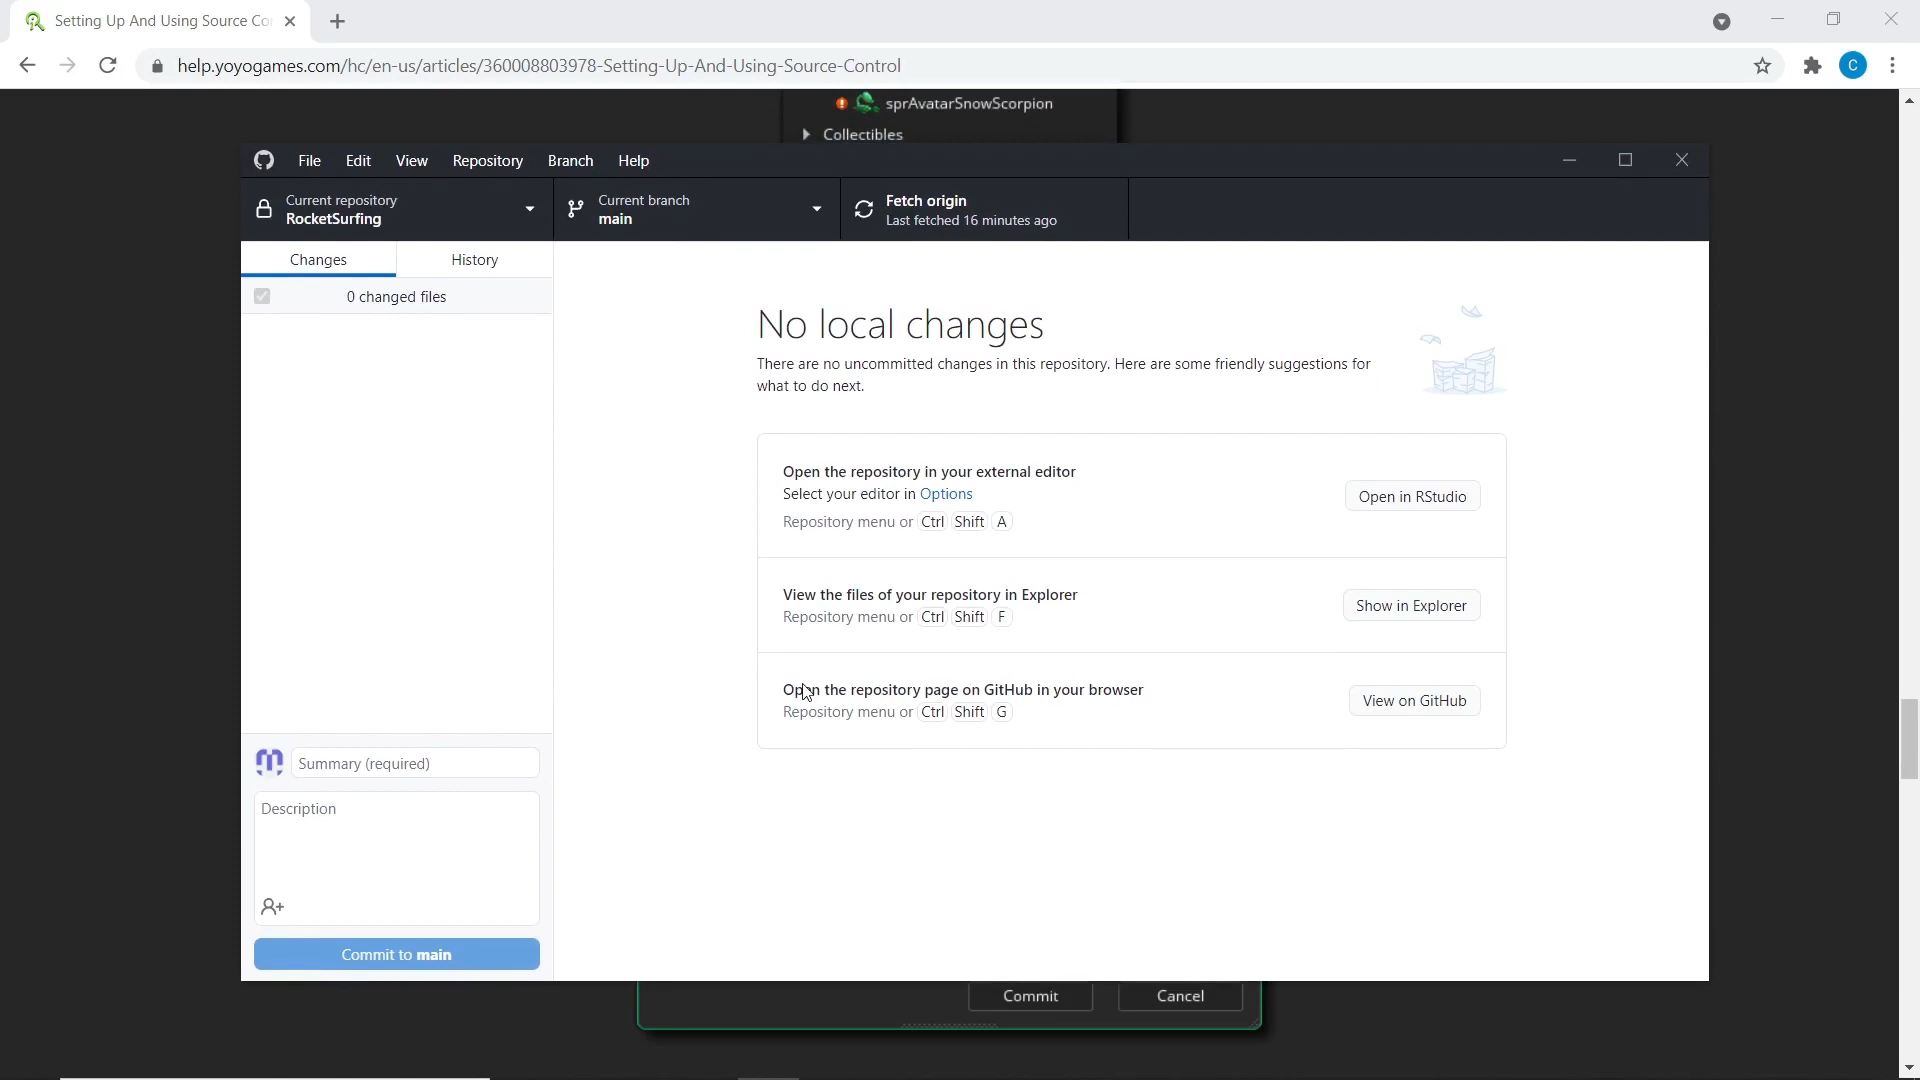 Setting Up And Using Source Co
help.yoyogames.com/hc/en-us/articles/360008803978-Setting-Up-And-Using-Source-Control
C
sprAvatarSnowScorpion
Collectibles
File Edit View Repository Branch Help
Current repository
RocketSurfing
Current branch
main
Fetch origin
Last fetched 16 minutes ago
Changes History
0 changed files
No local changes
There are no uncommitted changes in this repository. Here are some friendly suggestions for
what to do next.
Open the repository in your external editor
Select your editor in Options
Repository menu or Ctrl Shift A
Open in RStudio
View the files of your repository in Explorer
Repository menu or Ctrl Shift F
Show in Explorer
Open the repository page on GitHub in your browser
Repository menu or Ctrl Shift G
View on GitHub
Summary (required)
Description
Commit to main
Commit Cancel